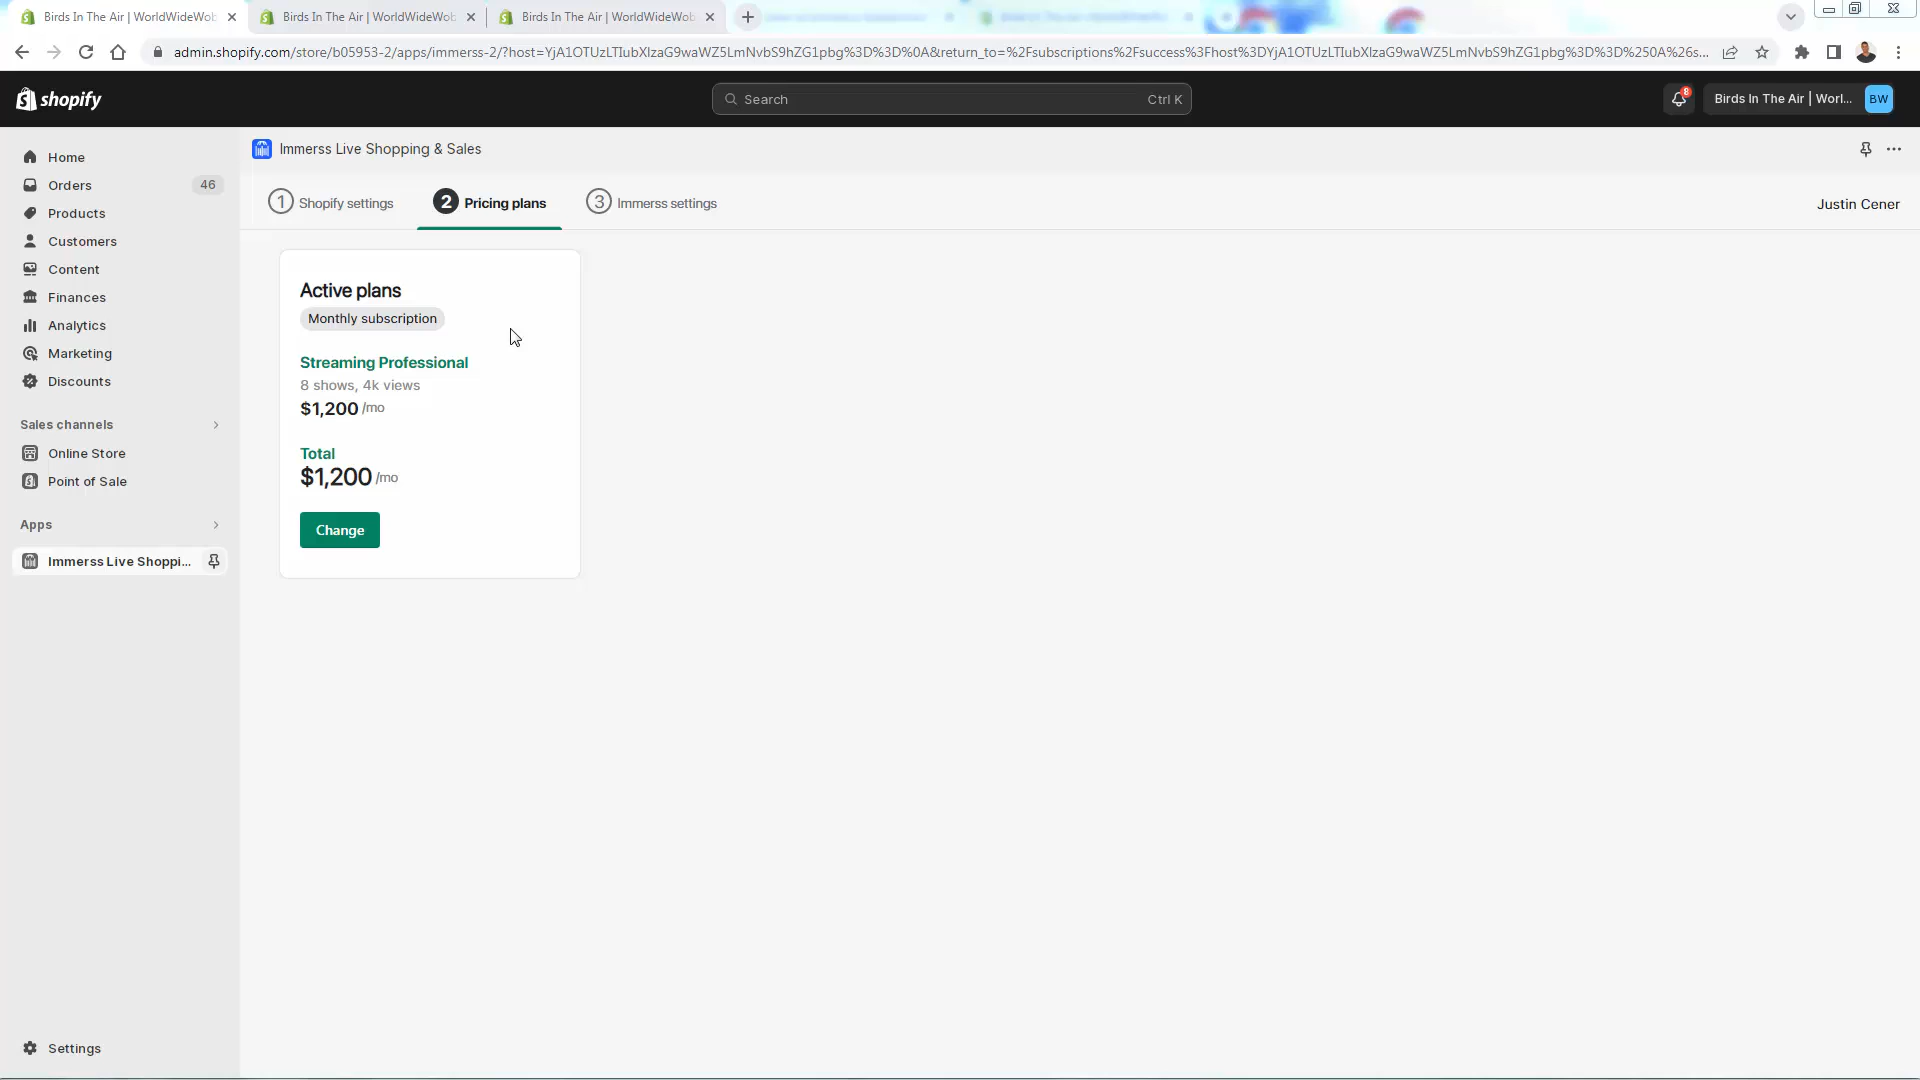 Birds In The Air | WorldWideWob
Birds In The Air | WorldWideWob
Birds In The Air | WorldWideWob
admin.shopify.com/store/b05953-2/apps/immerss-2/?host=YjA1OTUzLTIubXlzaG9waWZ5LmNvbS9hZG1pbg%3D%3D%0A&return_to=%2Fsubscriptions%2Fsuccess%3Fhost%3DYjA1OTUzLTIubXlzaG9waWZ5LmNvbS9hZG1pbg%3D%3D%250A%26s...
shopify
Search
Ctrl K
8
Birds In The Air | Worl...
BW
Home
Orders
46
Products
Customers
Content
Finances
Analytics
Marketing
Discounts
Sales channels
Online Store
Point of Sale
Apps
Immerss Live Shoppi...
Settings
Immerss Live Shopping & Sales
1 Shopify settings
2 Pricing plans
3 Immerss settings
Justin Cener
Active plans
Monthly subscription
Streaming Professional
8 shows, 4k views
$1,200 /mo
Total
$1,200 /mo
Change